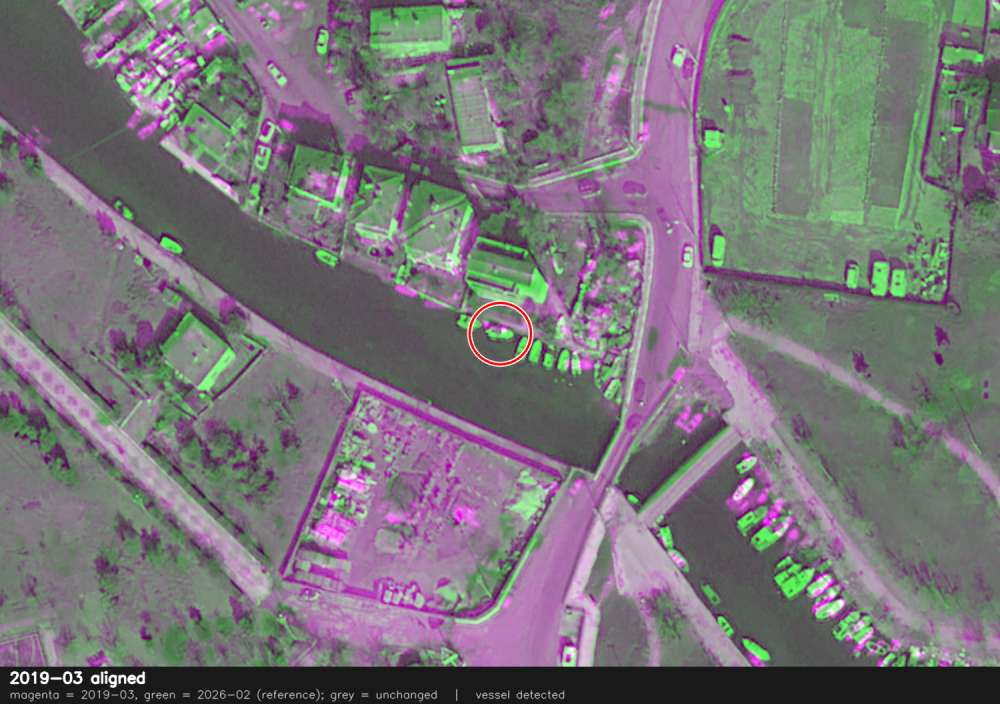 2019-03 aligned
magenta = 2019-03, green = 2026-02 (reference); grey = unchanged | vessel detected